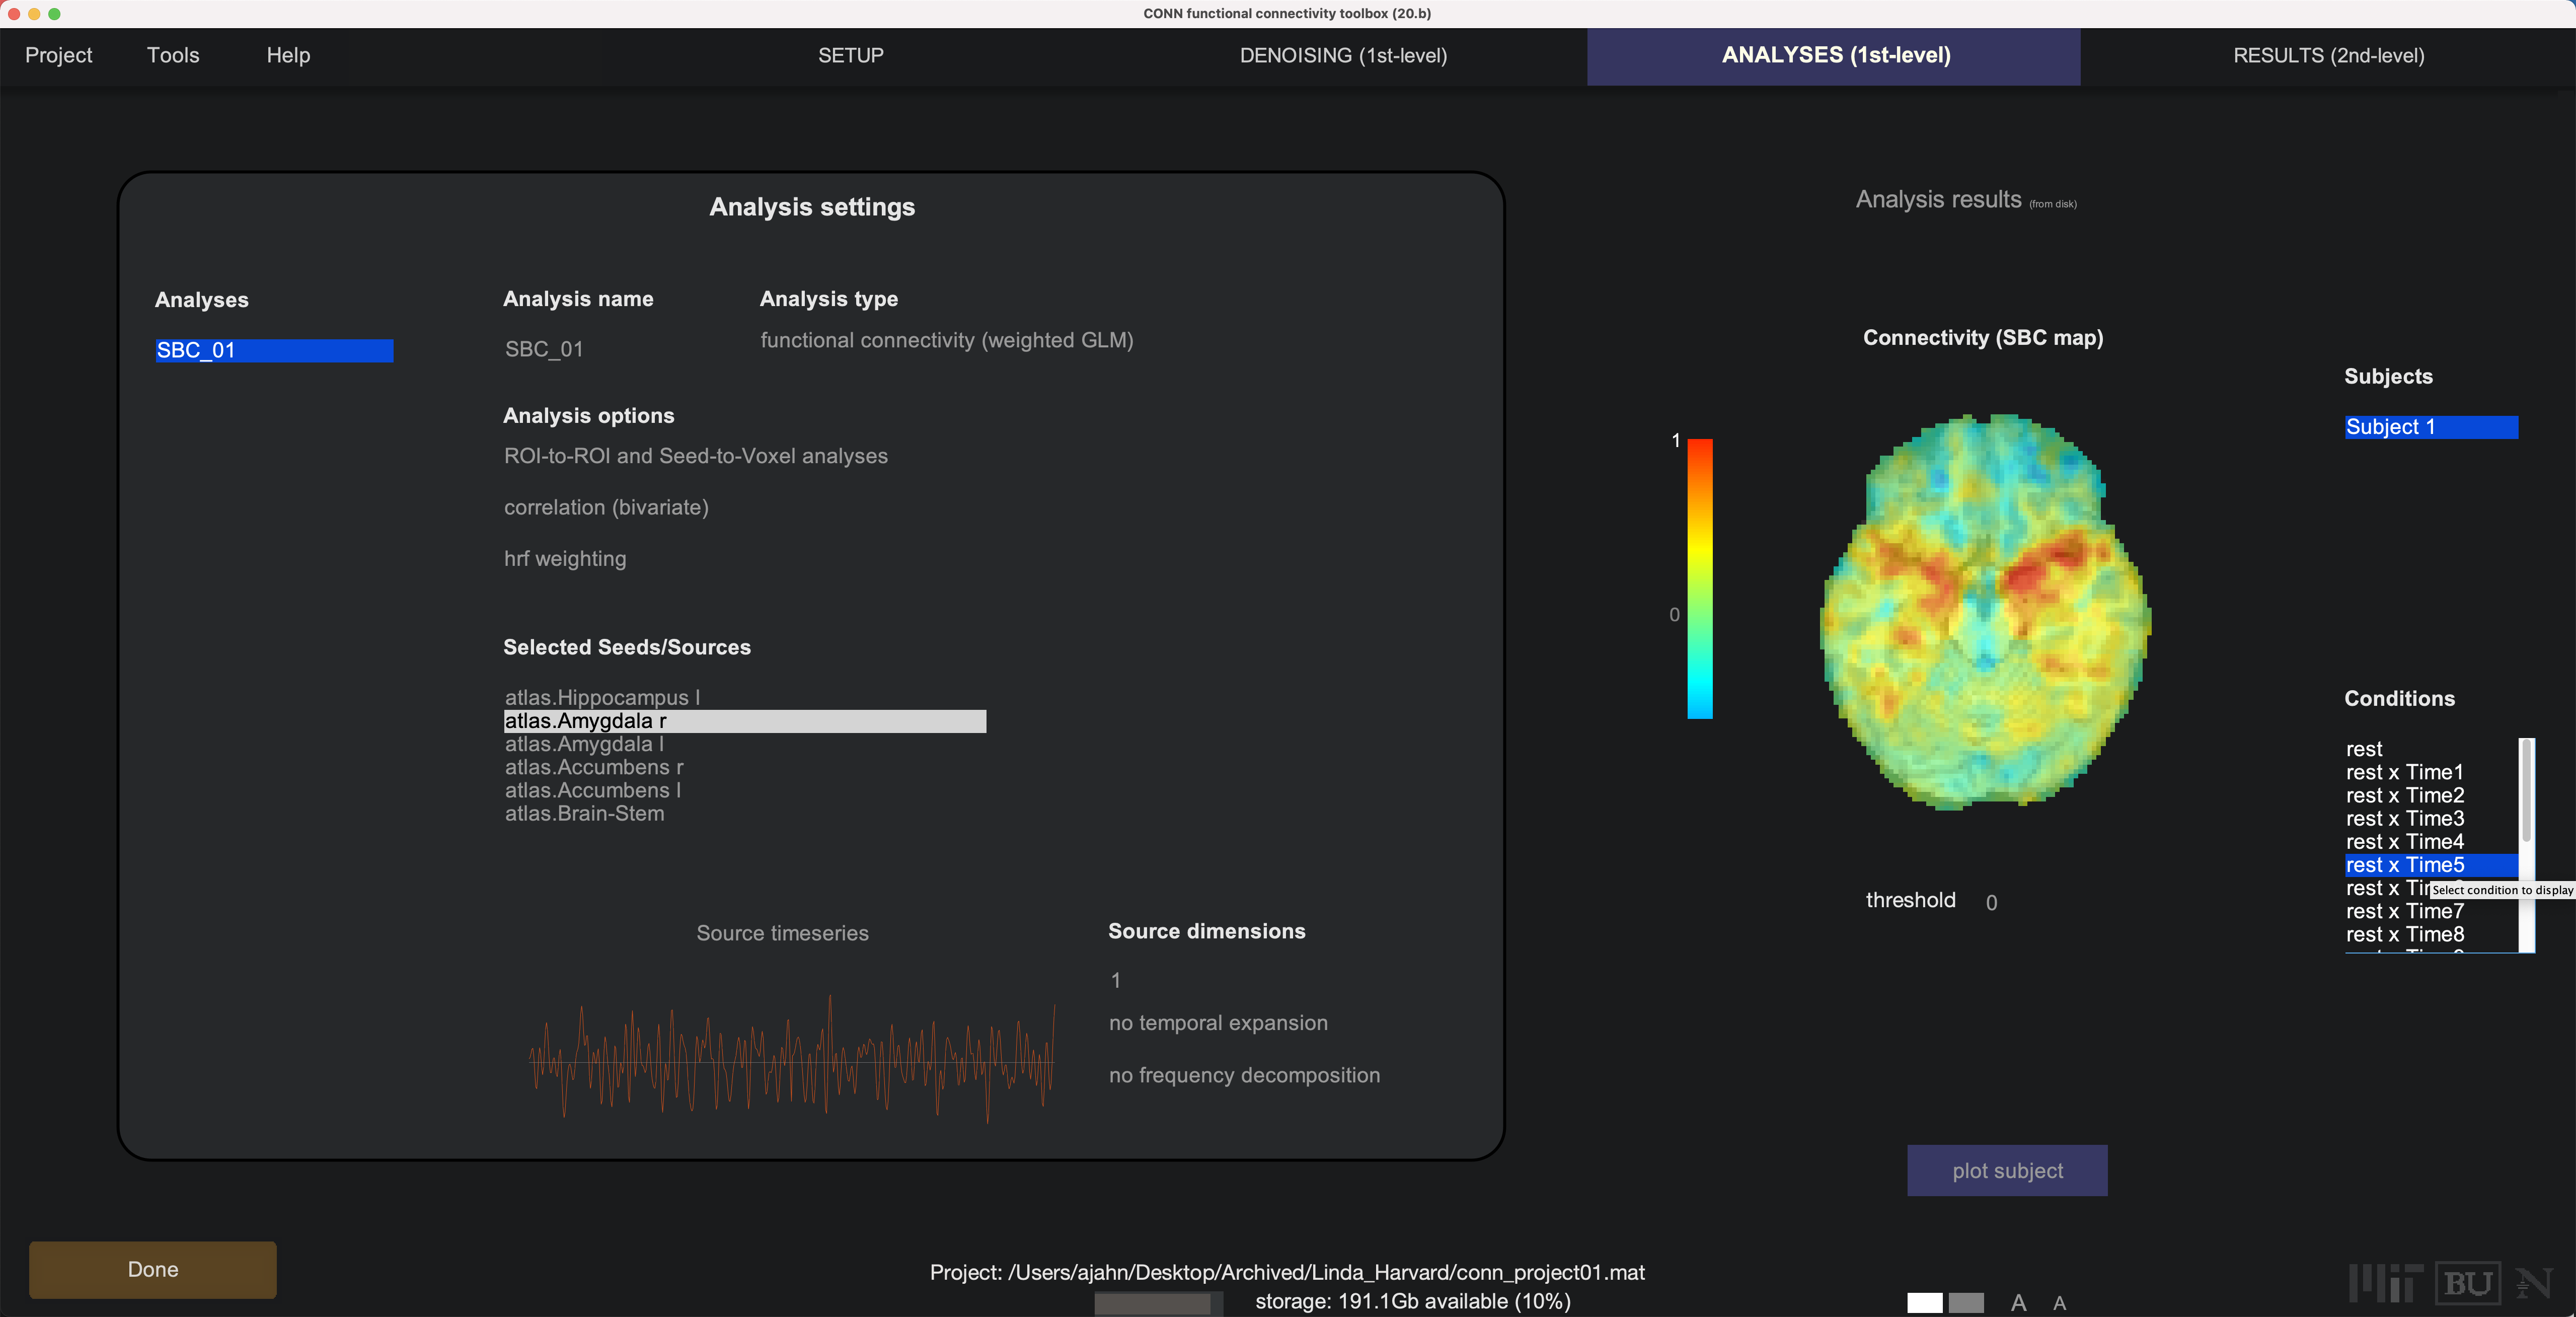 CONN functional connectivity toolbox (20.b)
Project Tools Help SETUP DENOISING (1st-level) ANALYSES (1st-level) RESULTS (2nd-level)
Analysis settings
Analyses
SBC_01
Analysis name
SBC_01
Analysis type
functional connectivity (weighted GLM)
Analysis options
ROI-to-ROI and Seed-to-Voxel analyses
correlation (bivariate)
hrf weighting
Selected Seeds/Sources
atlas.Hippocampus l
atlas.Amygdala r
atlas.Amygdala l
atlas.Accumbens r
atlas.Accumbens l
atlas.Brain-Stem
Source timeseries
Source dimensions
1
no temporal expansion
no frequency decomposition
Analysis results (from disk)
Connectivity (SBC map)
1
0
threshold 0
plot subject
Subjects
Subject 1
Conditions
rest
rest x Time1
rest x Time2
rest x Time3
rest x Time4
rest x Time5
rest x
Select condition to display
rest x Time7
rest x Time8
Done
Project: /Users/ajahn/Desktop/Archived/Linda_Harvard/conn_project01.mat
storage: 191.1Gb available (10%)
A A
MIT BU N